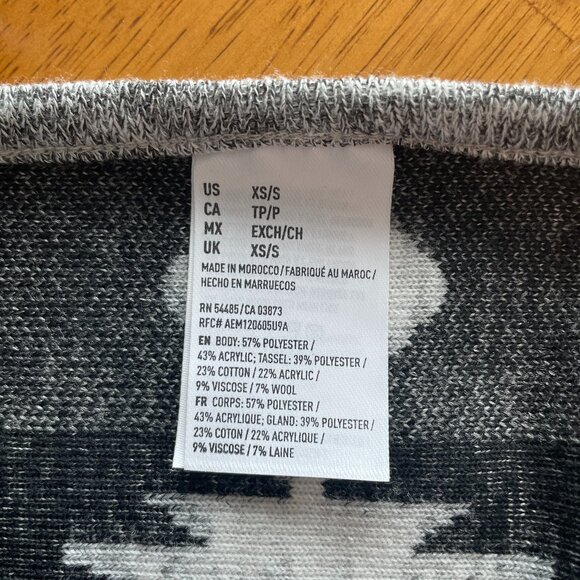 US XS/S
CA TP/P
MX EXCH/CH
UK XS/S
MADE IN MOROCCO/FABRIQUÉ AU MAROC/
HECHO EN MARRUECOS
RN 54485/CA 03873
RFC# AEM120605U9A
EN BODY: 57% POLYESTER /
43% ACRYLIC; TASSEL: 39% POLYESTER /
23% COTTON / 22% ACRYLIC /
9% VISCOSE / 7% WOOL
FR CORPS: 57% POLYESTER /
43% ACRYLIQUE; GLAND: 39% POLYESTER /
23% COTON / 22% ACRYLIQUE /
9% VISCOSE / 7% LAINE